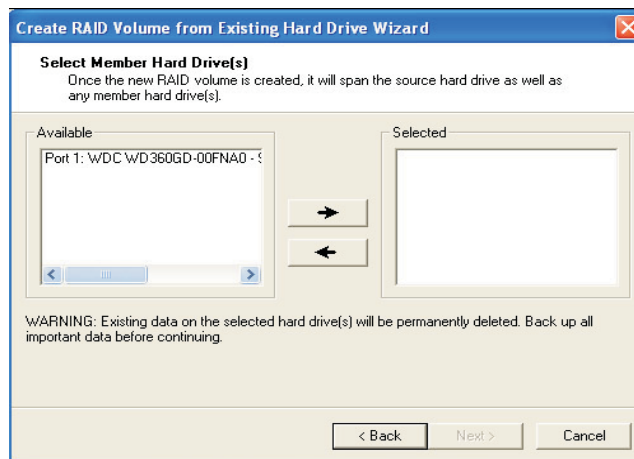 Create RAID Volume from Existing Hard Drive Wizard
Select Member Hard Drive(s)
Once the new RAID volume is created, it will span the source hard drive as well as
any member hard drive(s).
Available
Selected
Port 1: WDC WD360GD-00FNA0 -
WARNING: Existing data on the selected hard drive(s) will be permanently deleted. Back up all
important data before continuing.
< Back
Next >
Cancel